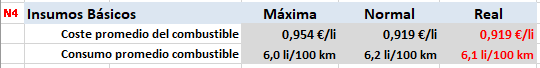 N4 Insumos Básicos Máxima Normal Real
Coste promedio del combustible 0,954 €/li 0,919 €/li 0,919 €/li
Consumo promedio combustible 6,0 li/100 km 6,2 li/100 km 6,1 li/100 km